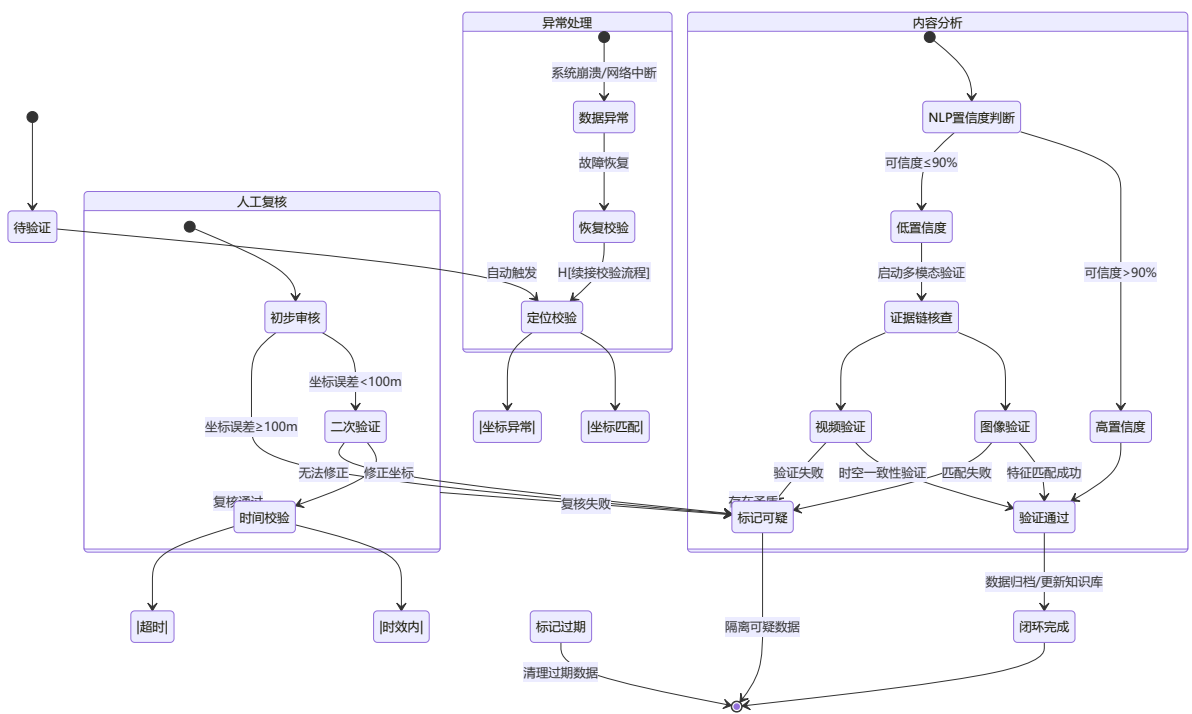 异常处理
内容分析
系统崩溃/网络中断
数据异常
NLP置信度判断
故障恢复
可信度≤90%
人工复核
待验证
恢复校验
低置信度
自动触发
H[续接校验流程]
启动多模态验证
可信度>90%
初步审核
定位校验
证据链核查
坐标误差<100m
坐标误差≥100m
二次验证
|坐标异常|
|坐标匹配|
视频验证
图像验证
高置信度
无法修正
修正坐标
验证失败
时空一致性验证
匹配失败
特征匹配成功
复核通过
复核失败
存在矛盾
时间校验
标记可疑
验证通过
数据归档/更新知识库
|超时|
|时效内|
标记过期
隔离可疑数据
闭环完成
清理过期数据